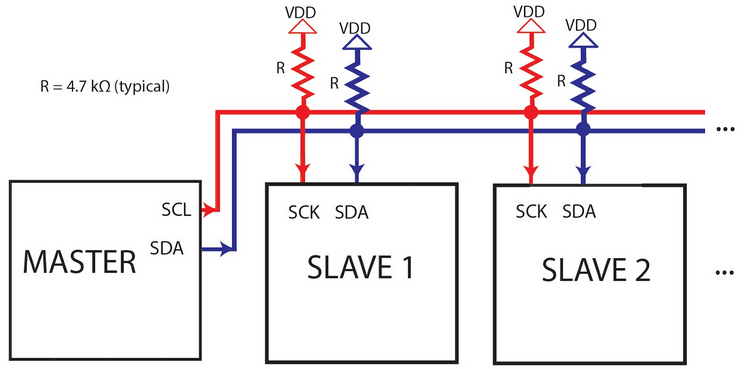 VDD
VDD
VDD
VDD
R
R
R
R
R = 4.7 kΩ (typical)
...
SCL
SDA
MASTER
SCK SDA
SLAVE 1
SCK SDA
SLAVE 2
...